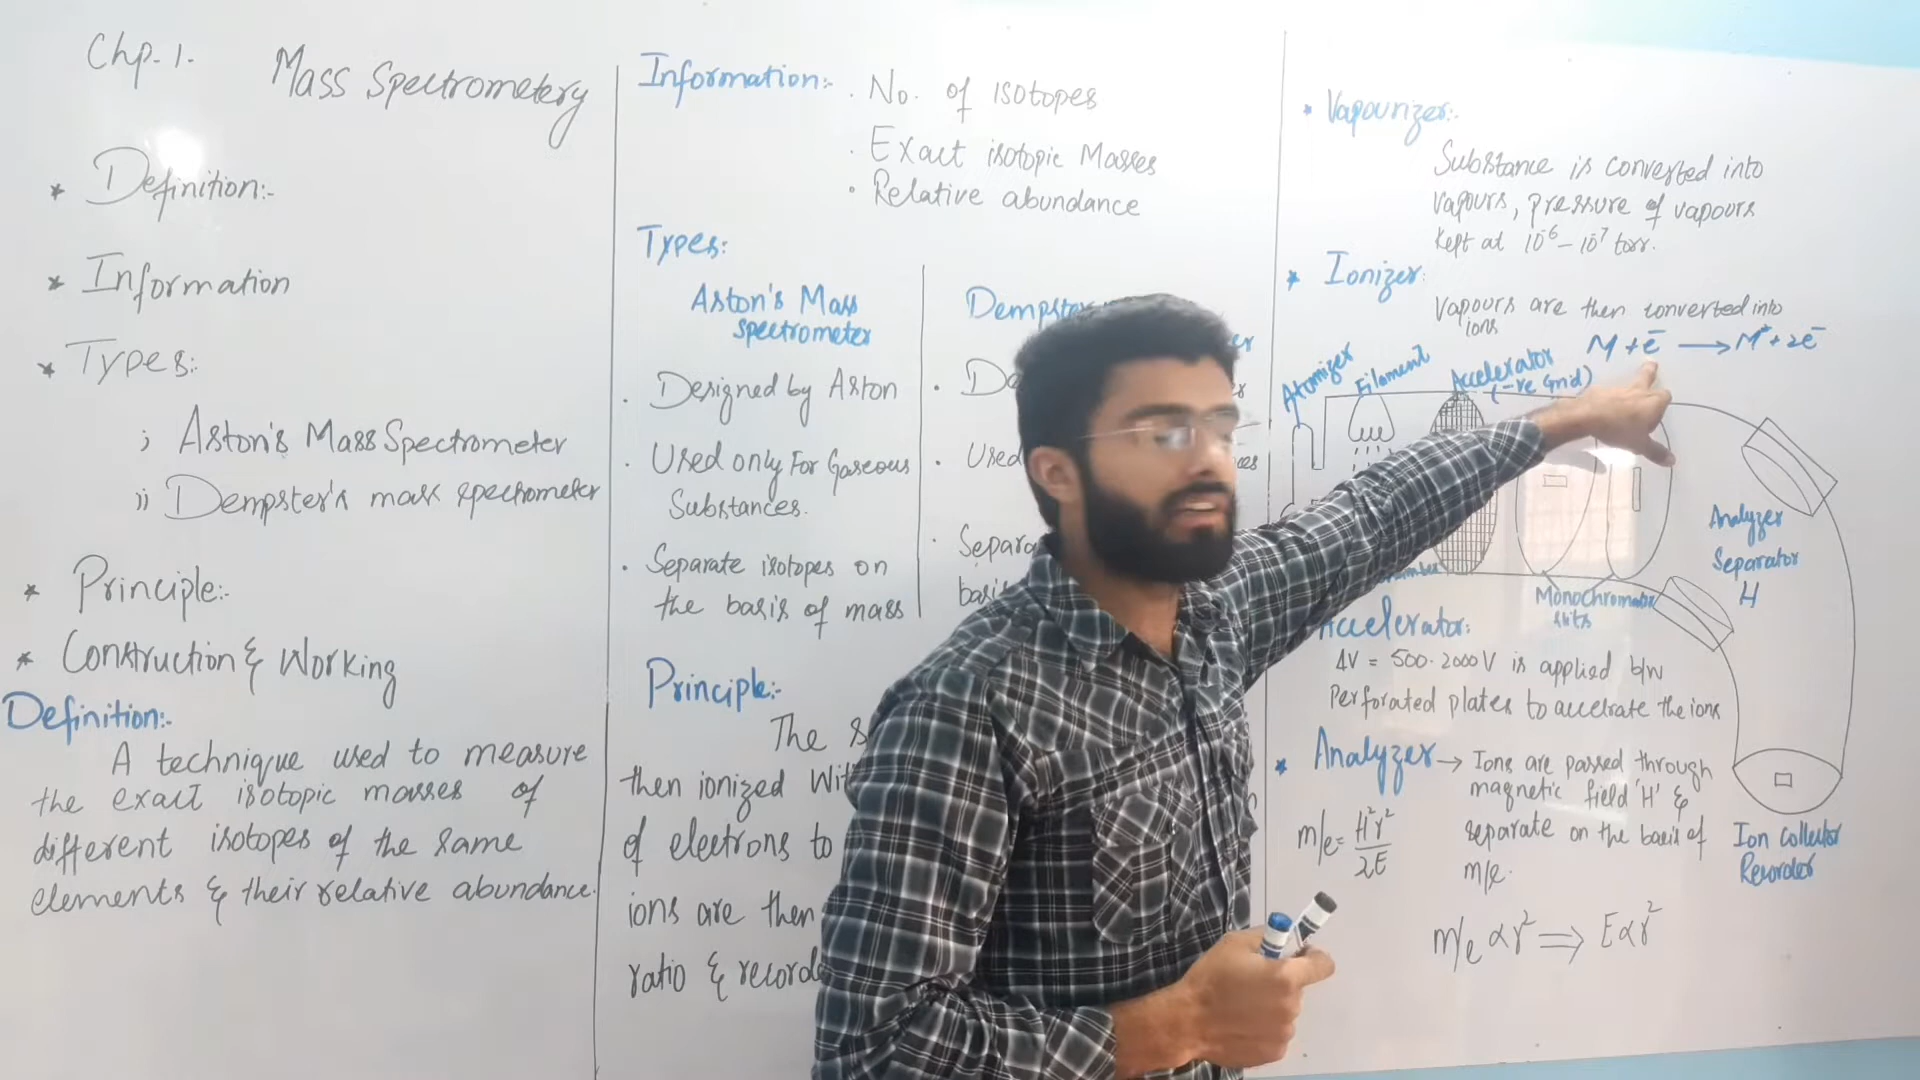 Chp. 1.
Mass Spectrometery
* Definition:-
* Information
* Types:
i, Aston's Mass Spectrometer
ii, Dempster's mass spectrometer
* Principle:-
* Construction & Working
Definition:-
A technique used to measure
the exact isotopic masses of
different isotopes of the same
elements & their relative abundance.
Information:-
. No. of isotopes
. Exact isotopic Masses
. Relative abundance
Types:
Aston's Mass
spectrometer
. Designed by Aston
. Used only For Gaseous
Substances.
. Separate isotopes on
the basis of mass
Dempster
.
. Used
. Separa
basis
Principle:-
The
then ionized Wit
of electrons to
ions are then
ratio & recorde
* Vapourizer:-
Substance is converted into
vapours, pressure of vapours
kept at 10⁻⁶ – 10⁻⁷ torr.
* Ionizer:
Vapours are then converted into
ions
M + e⁻ → M⁺ + 2e⁻
Atomizer
Filament
Accelerator
(-ve Grid)
Analyzer
Separator
H
Monochromator
slits
Accelerator:
ΔV = 500-2000V is applied b/w
Perforated plates to accelrate the ions
* Analyzer → Ions are passed through
magnetic field 'H' &
separate on the basis of
m/e.
m/e = H²r²/2E
Ion Collector
Recorder
m/e ∝ r² ⇒ E ∝ r²